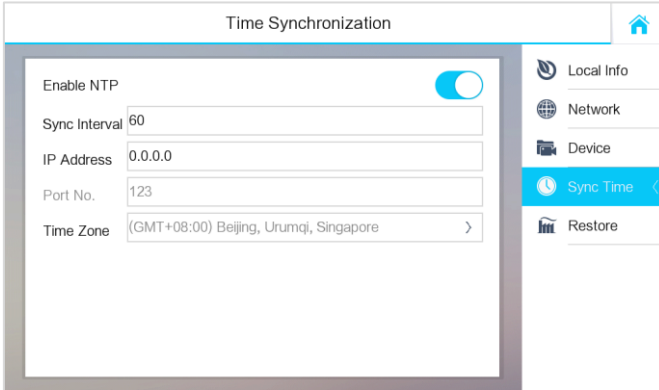 Time Synchronization
Enable NTP
Sync Interval 60
IP Address 0.0.0.0
Port No. 123
Time Zone (GMT+08:00) Beijing, Urumqi, Singapore
Local Info
Network
Device
Sync Time
Restore